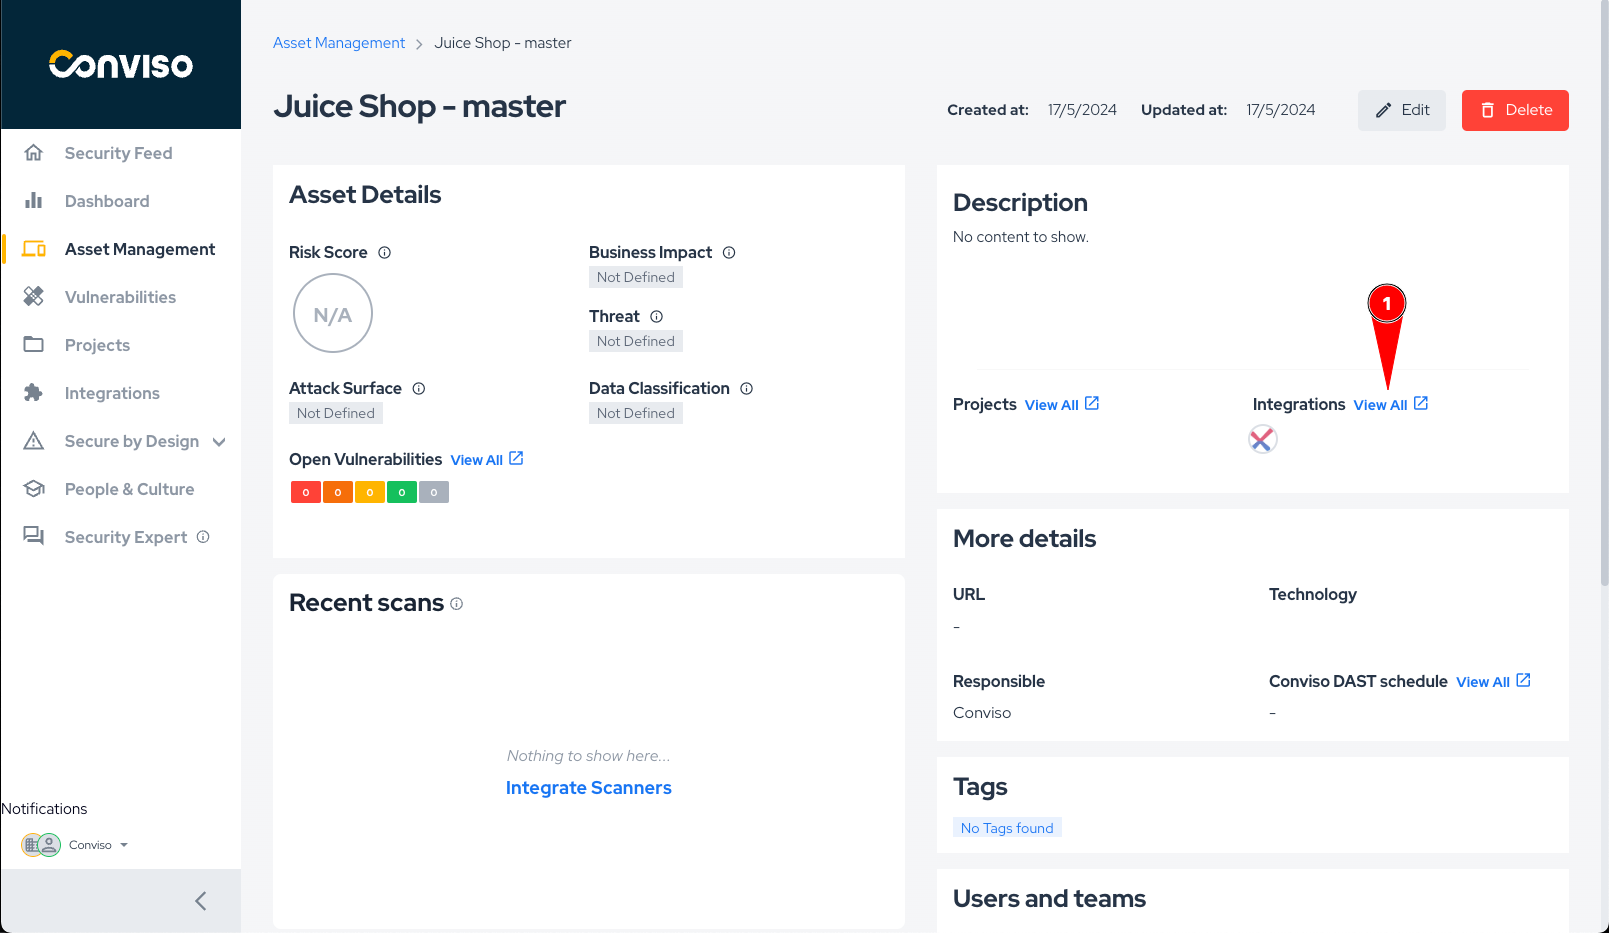 Conviso
Security Feed
Dashboard
Asset Management
Vulnerabilities
Projects
Integrations
Secure by Design
People & Culture
Security Expert
Notifications
Conviso
Asset Management > Juice Shop - master
Juice Shop - master
Created at: 17/5/2024 Updated at: 17/5/2024 Edit Delete
Asset Details
Risk Score
N/A
Business Impact
Not Defined
Threat
Not Defined
Attack Surface
Not Defined
Data Classification
Not Defined
Open Vulnerabilities View All
0 0 0 0 0
Recent scans
Nothing to show here...
Integrate Scanners
Description
No content to show.
1
Projects View All
Integrations View All
More details
URL
-
Technology
Responsible
Conviso
Conviso DAST schedule View All
-
Tags
No Tags found
Users and teams